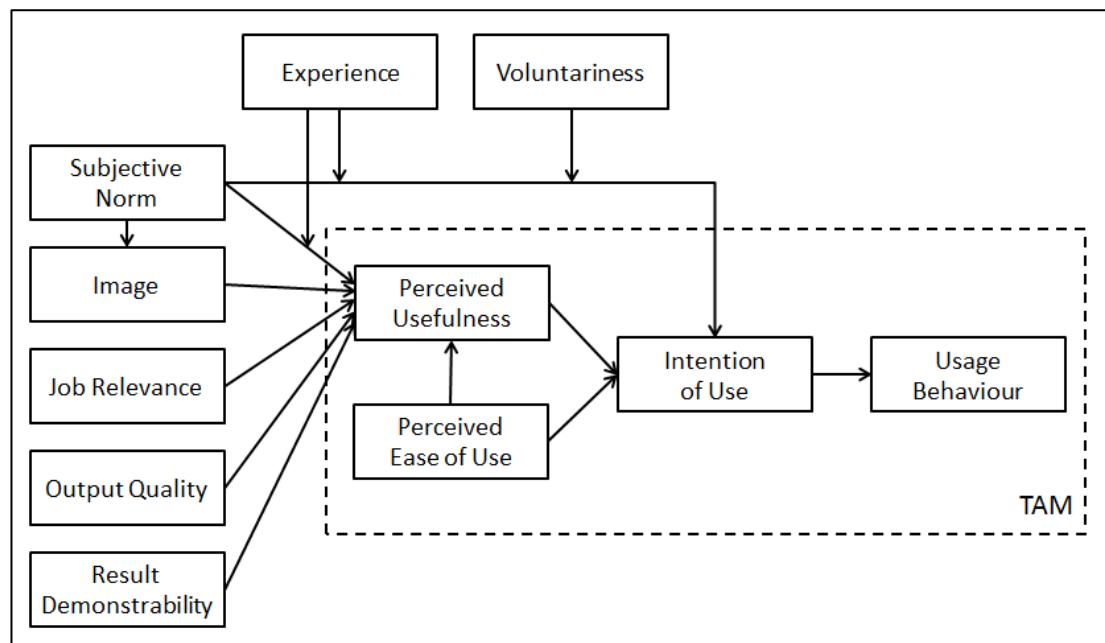 Experience
Voluntariness
Subjective
Norm
Image
Job Relevance
Output Quality
Result
Demonstrability
Perceived
Usefulness
Perceived
Ease of Use
Intention
of Use
Usage
Behaviour
TAM